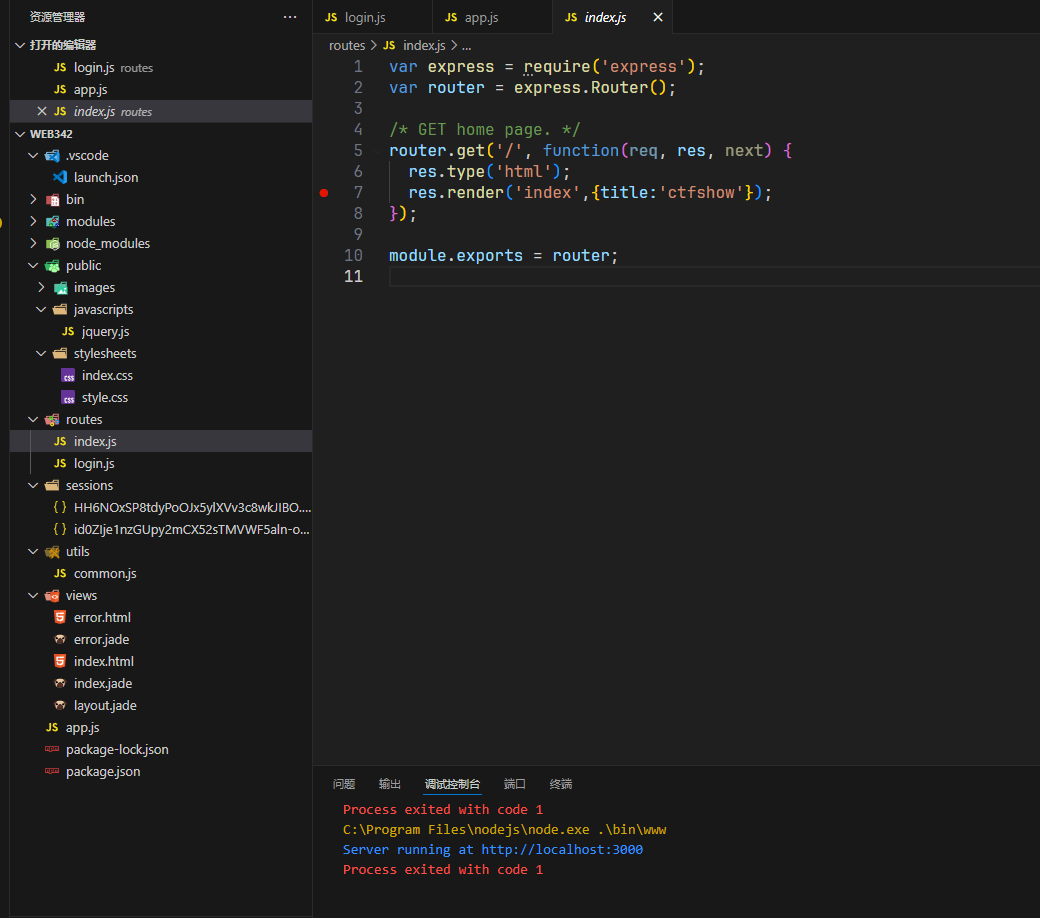 资源管理器
打开的编辑器
JS login.js routes
JS app.js
JS index.js routes
WEB342
.vscode
launch.json
bin
modules
node_modules
public
images
javascripts
JS jquery.js
stylesheets
css index.css
css style.css
routes
JS index.js
JS login.js
sessions
{} HH6NOxSP8tdyPoOJx5ylXVv3c8wkJIBO....
{} id0ZIje1nzGUpy2mCX52sTMVWF5aln-o...
utils
JS common.js
views
error.html
error.jade
index.html
index.jade
layout.jade
JS app.js
package-lock.json
package.json
JS login.js JS app.js JS index.js
routes > JS index.js > ...
1 var express = require('express');
2 var router = express.Router();
3
4 /* GET home page. */
5 router.get('/', function(req, res, next) {
6 res.type('html');
7 res.render('index',{title:'ctfshow'});
8 });
9
10 module.exports = router;
11
问题 输出 调试控制台 端口 终端
Process exited with code 1
C:\Program Files\nodejs\node.exe .\bin\www
Server running at http://localhost:3000
Process exited with code 1